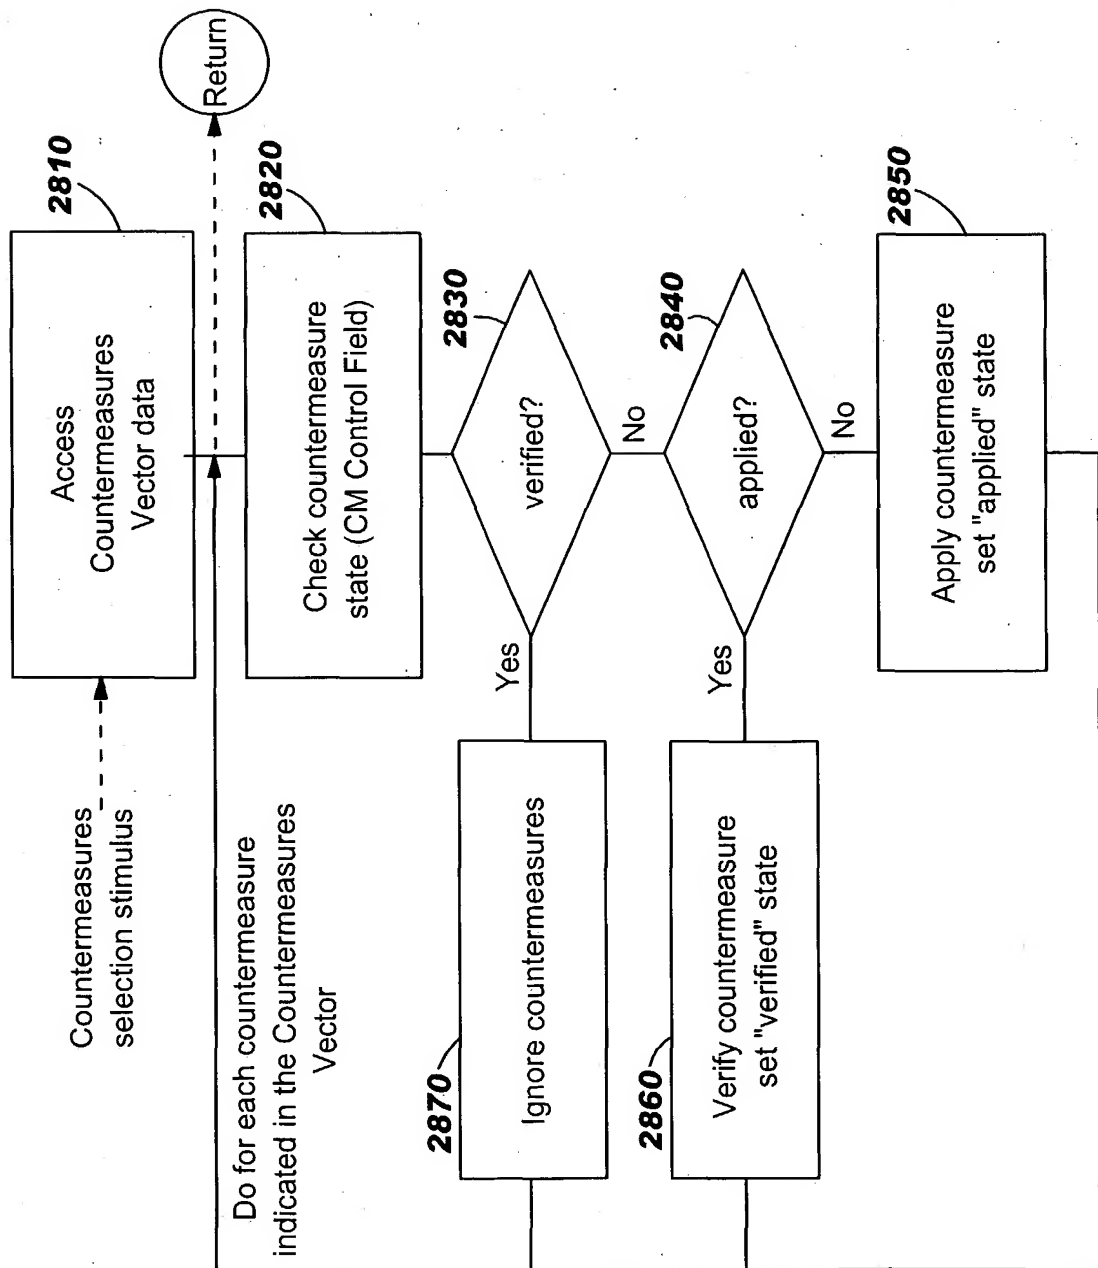 Countermeasures
selection stimulus
Access
Countermeasures
Vector data
2810
Return
Do for each countermeasure
indicated in the Countermeasures
Vector
Check countermeasure
state (CM Control Field)
2820
verified?
2830
Yes
No
Ignore countermeasures
2870
applied?
2840
Yes
No
Verify countermeasure
set "verified" state
2860
Apply countermeasure
set "applied" state
2850